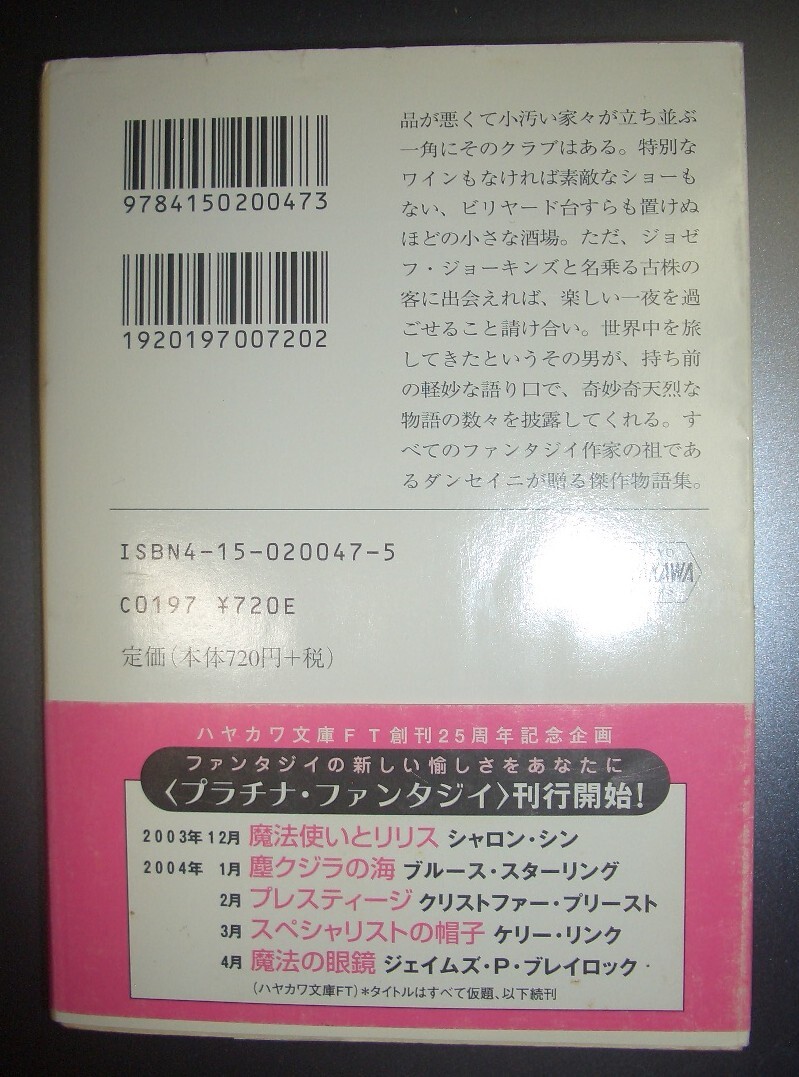 9784150200473
1920197007202
品が悪くて小汚い家々が立ち並ぶ
一角にそのクラブはある。特別な
ワインもなければ素敵なショーも
ない、ビリヤード台すらも置けぬ
ほどの小さな酒場。ただ、ジョゼ
フ・ジョーキンズと名乗る古株の
客に出会えれば、楽しい一夜を過
ごせること請け合い。世界中を旅
してきたというその男が、持ち前
の軽妙な語り口で、奇妙奇天烈な
物語の数々を披露してくれる。す
べてのファンタジイ作家の祖であ
るダンセイニが贈る傑作物語集。
ISBN4-15-020047-5
C0197 ¥720E
定価(本体720円+税)
ハヤカワ文庫FT創刊25周年記念企画
ファンタジイの新しい愉しさをあなたに
〈プラチナ・ファンタジイ〉刊行開始!
2003年12月 魔法使いとリリス シャロン・シン
2004年 1月 塵クジラの海 ブルース・スターリング
2月 プレスティージ クリストファー・プリースト
3月 スペシャリストの帽子 ケリー・リンク
4月 魔法の眼鏡 ジェイムズ・P・ブレイロック
(ハヤカワ文庫FT)*タイトルはすべて仮題、以下続刊